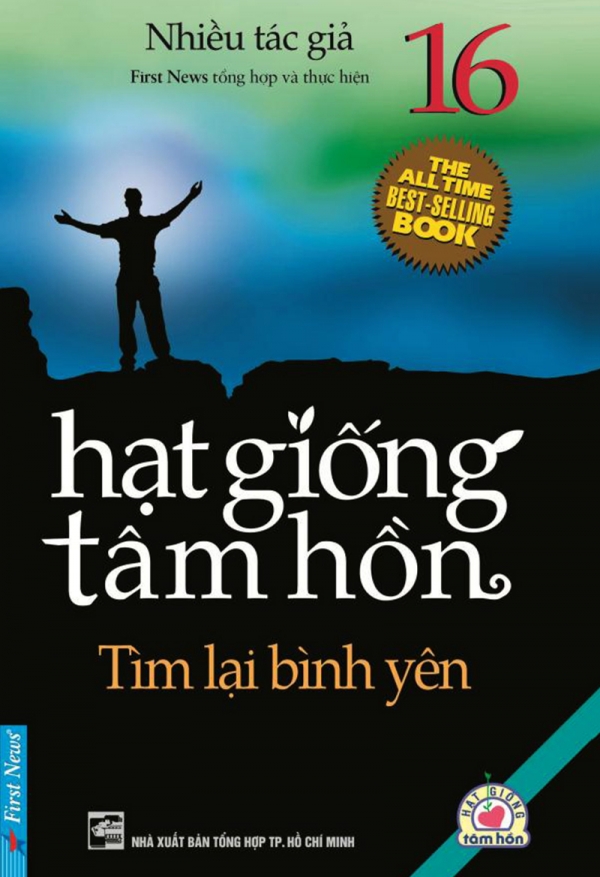 Nhiều tác giả
First News tổng hợp và thực hiện
16
THE
ALL TIME
BEST-SELLING
BOOK
hạt giống
tâm hồn
Tìm lại bình yên
First News®
NHÀ XUẤT BẢN TỔNG HỢP TP. HỒ CHÍ MINH
HẠT GIỐNG
tâm hồn